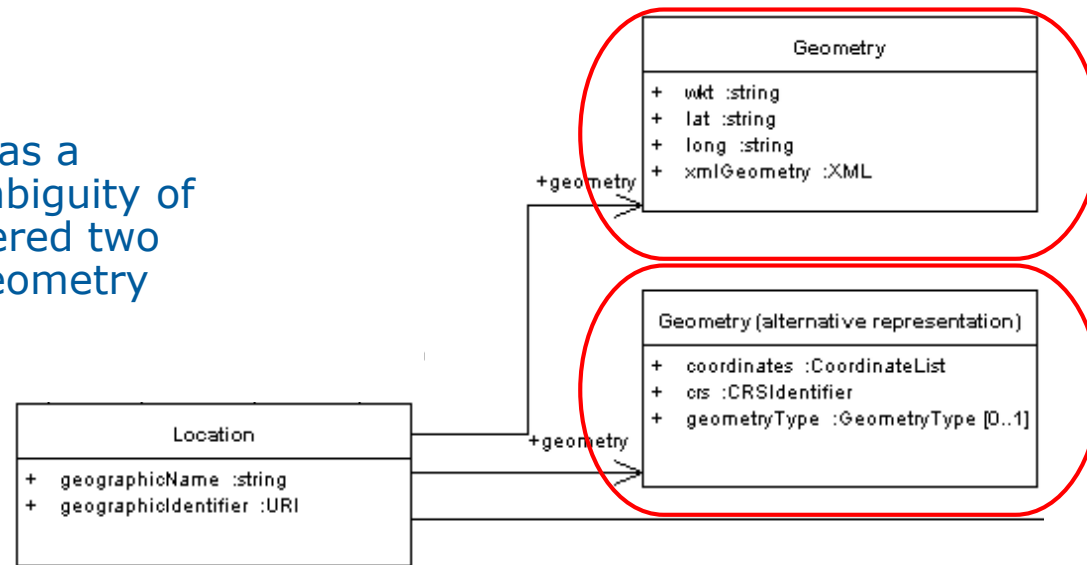 as a
biguity of
ered two
eometry
Geometry
+ wkt :string
+ lat :string
+ long :string
+ xmlGeometry :XML
+geometry
Geometry (alternative representation)
+ coordinates :CoordinateList
+ crs :CRSIdentifier
+ geometryType :GeometryType [0..1]
+geometry
Location
+ geographicName :string
+ geographicIdentifier :URI